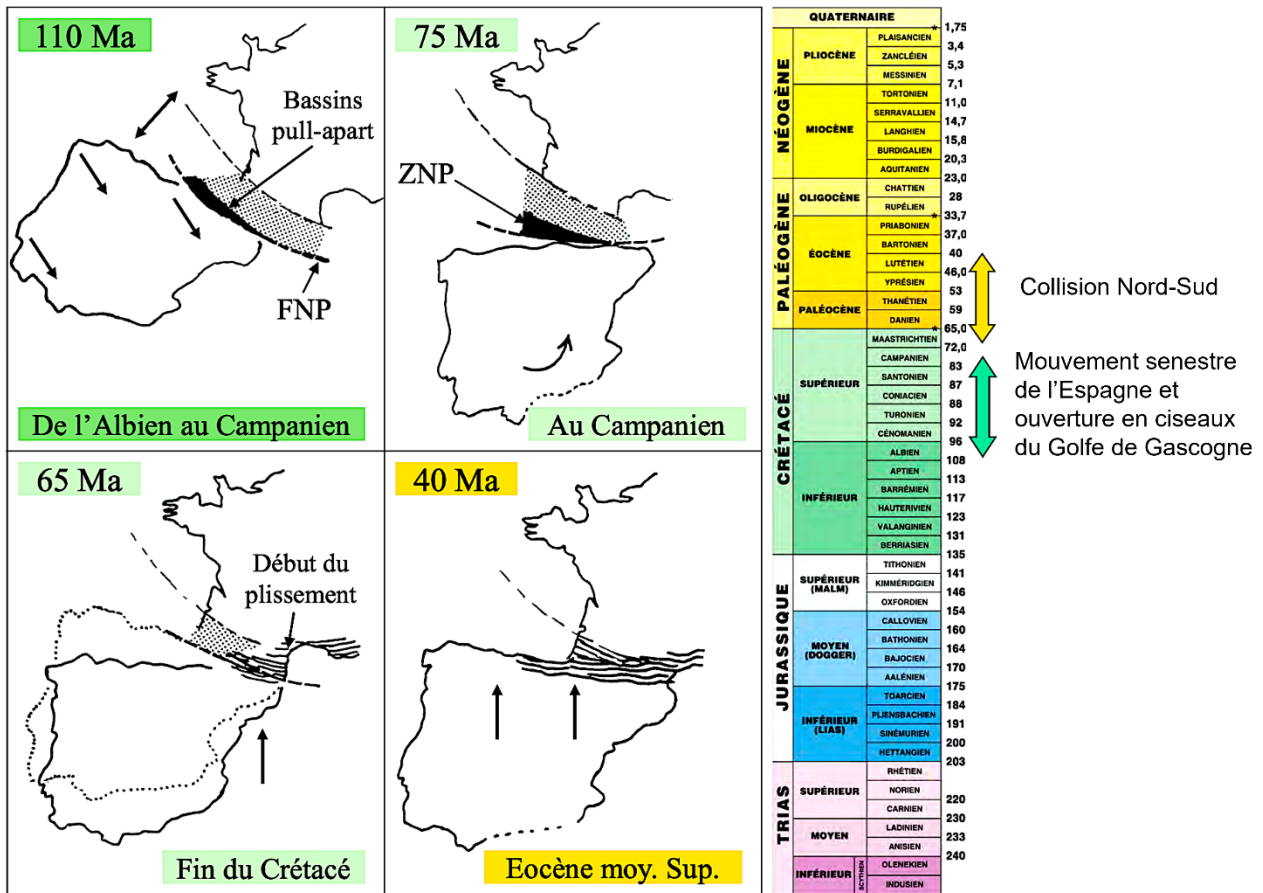 110 Ma
Bassins
pull-apart
FNP
De l'Albien au Campanien
75 Ma
ZNP
Au Campanien
65 Ma
Début du
plissement
Fin du Crétacé
40 Ma
Eocène moy. Sup.
QUATERNAIRE
* 1,75
NÉOGÈNE
PLIOCÈNE
PLAISANCIEN
3,4
ZANCLÉIEN
5,3
MESSINIEN
7,1
MIOCÈNE
TORTONIEN
11,0
SERRAVALLIEN
14,7
LANGHIEN
15,8
BURDIGALIEN
20,3
AQUITANIEN
23,0
PALÉOGÈNE
OLIGOCÈNE
CHATTIEN
28
RUPÉLIEN
* 33,7
ÉOCÈNE
PRIABONIEN
37,0
BARTONIEN
40
LUTÉTIEN
46,0
YPRÉSIEN
53
PALÉOCÈNE
THANÉTIEN
59
DANIEN
* 65,0
CRÉTACÉ
SUPÉRIEUR
MAASTRICHTIEN
72,0
CAMPANIEN
83
SANTONIEN
87
CONIACIEN
88
TURONIEN
92
CÉNOMANIEN
96
INFÉRIEUR
ALBIEN
108
APTIEN
113
BARRÉMIEN
117
HAUTERIVIEN
123
VALANGINIEN
131
BERRIASIEN
135
JURASSIQUE
SUPÉRIEUR
(MALM)
TITHONIEN
141
KIMMÉRIDGIEN
146
OXFORDIEN
154
MOYEN
(DOGGER)
CALLOVIEN
160
BATHONIEN
164
BAJOCIEN
170
AALÉNIEN
175
INFÉRIEUR
(LIAS)
TOARCIEN
184
PLIENSBACHIEN
191
SINÉMURIEN
200
HETTANGIEN
203
TRIAS
SUPÉRIEUR
RHÉTIEN
NORIEN
220
CARNIEN
230
MOYEN
LADINIEN
233
ANISIEN
240
INFÉRIEUR
SCYTHIEN
OLENEKIEN
INDUSIEN
Collision Nord-Sud
Mouvement senestre
de l'Espagne et
ouverture en ciseaux
du Golfe de Gascogne